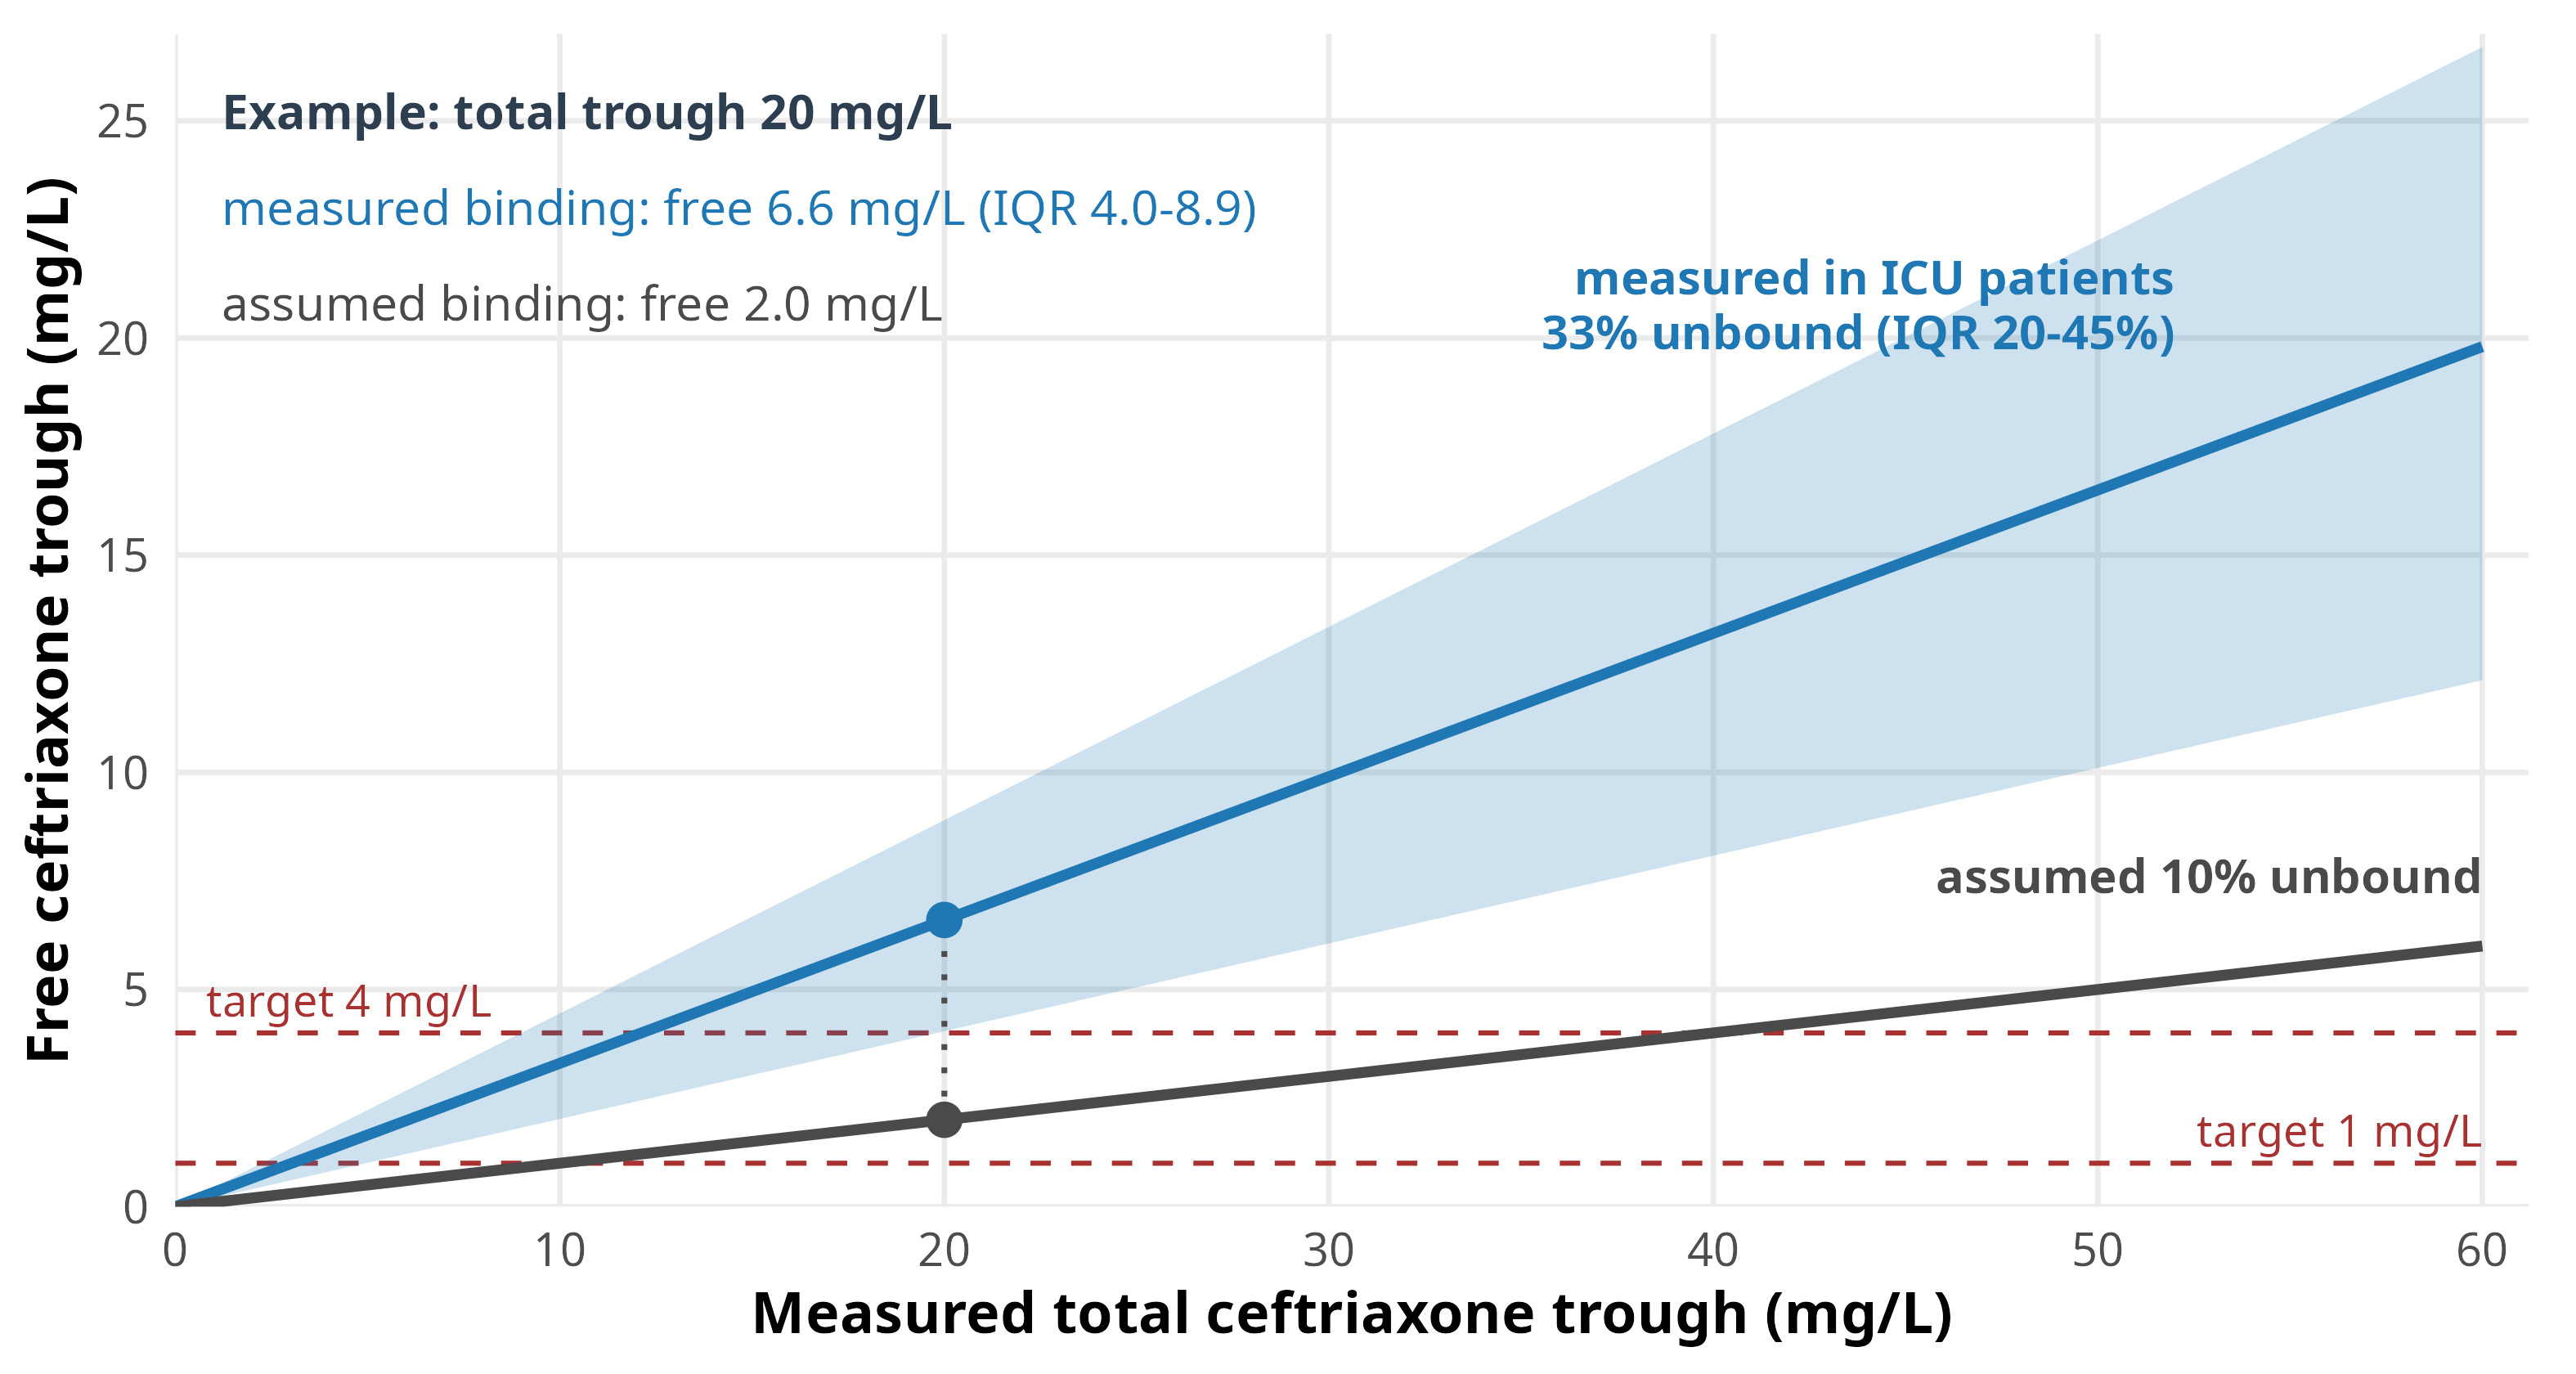 Example: total trough 20 mg/L
measured binding: free 6.6 mg/L (IQR 4.0-8.9)
assumed binding: free 2.0 mg/L
measured in ICU patients
33% unbound (IQR 20-45%)
assumed 10% unbound
target 4 mg/L
target 1 mg/L
Free ceftriaxone trough (mg/L)
25
20
15
10
5
0
0 10 20 30 40 50 60
Measured total ceftriaxone trough (mg/L)